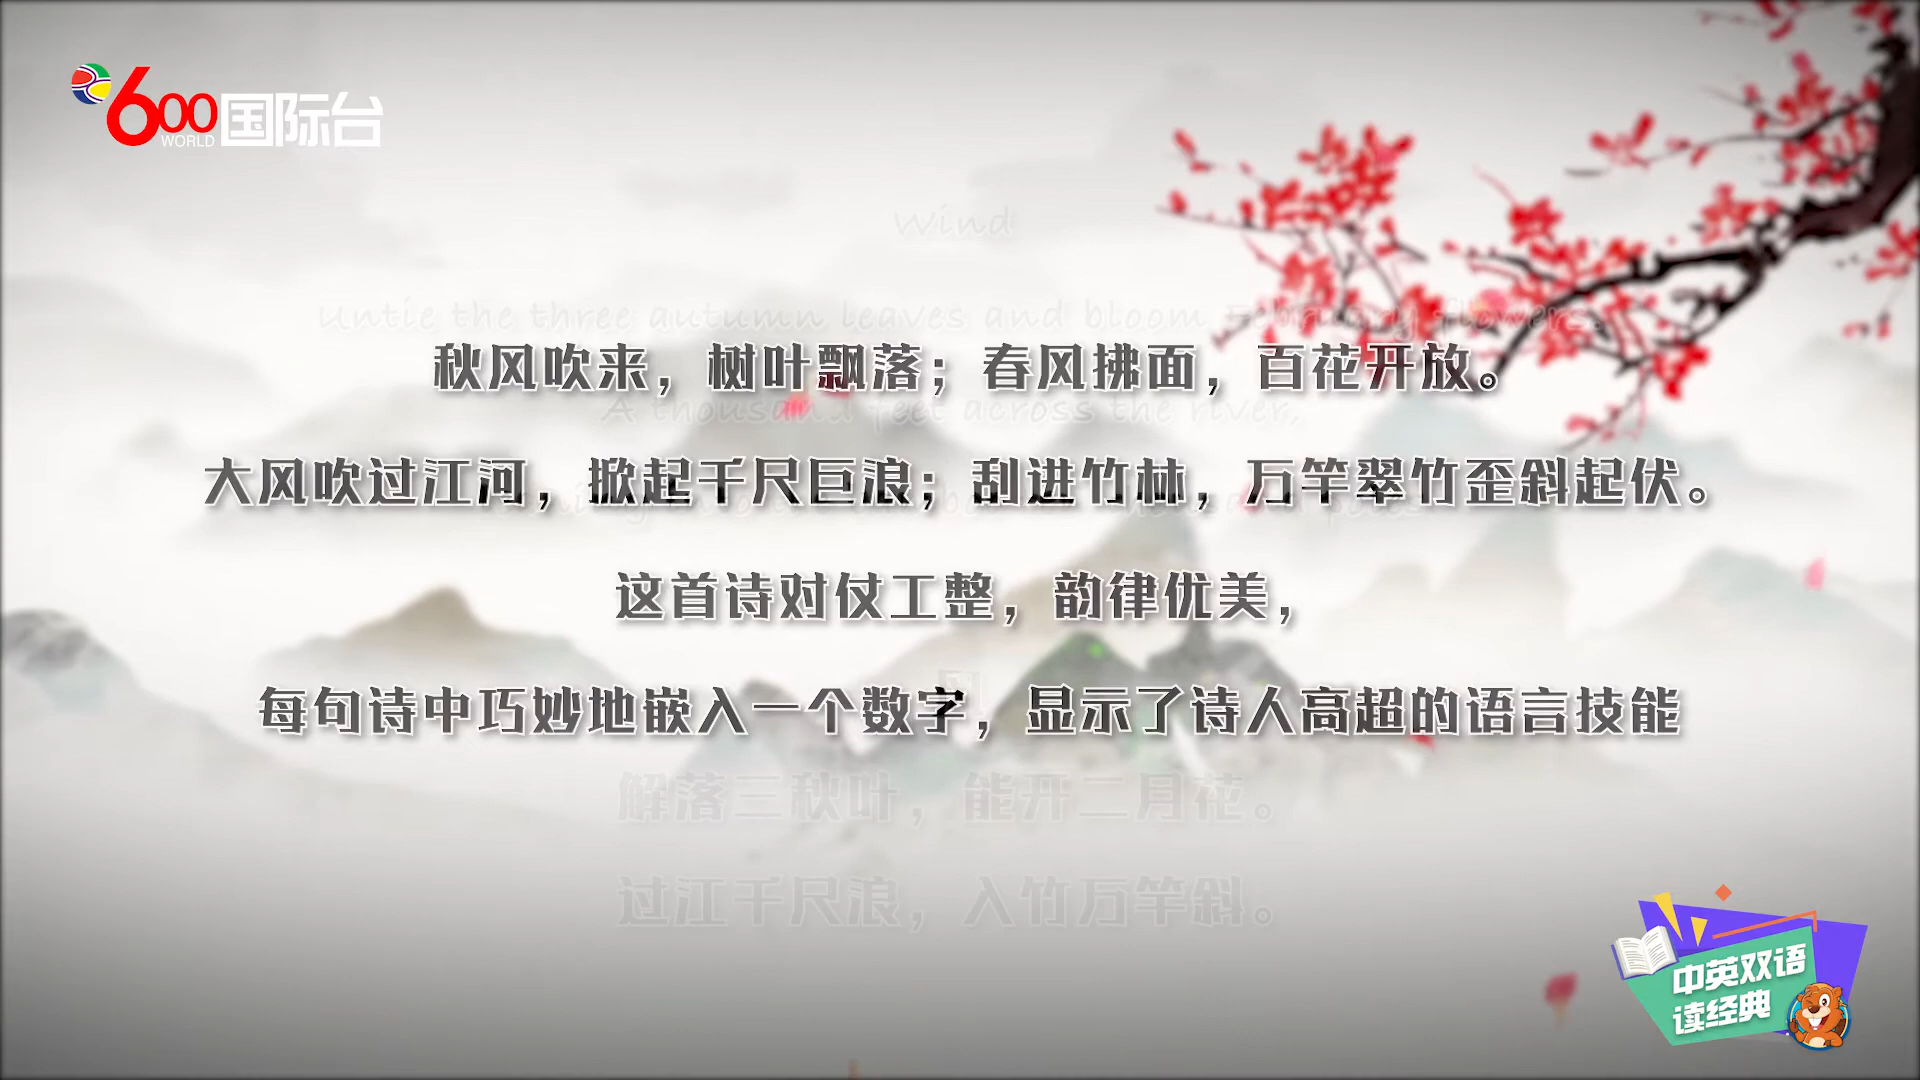 600国际台
WORLD
Wind
Untie the three autumn leaves and bloom February flowers.
秋风吹来，树叶飘落；春风拂面，百花开放。
A thousand feet across the river,
大风吹过江河，掀起千尺巨浪；刮进竹林，万竿翠竹歪斜起伏。
这首诗对仗工整，韵律优美，
风
每句诗中巧妙地嵌入一个数字，显示了诗人高超的语言技能
解落三秋叶，能开二月花。
过江千尺浪，入竹万竿斜。
中英双语
读经典